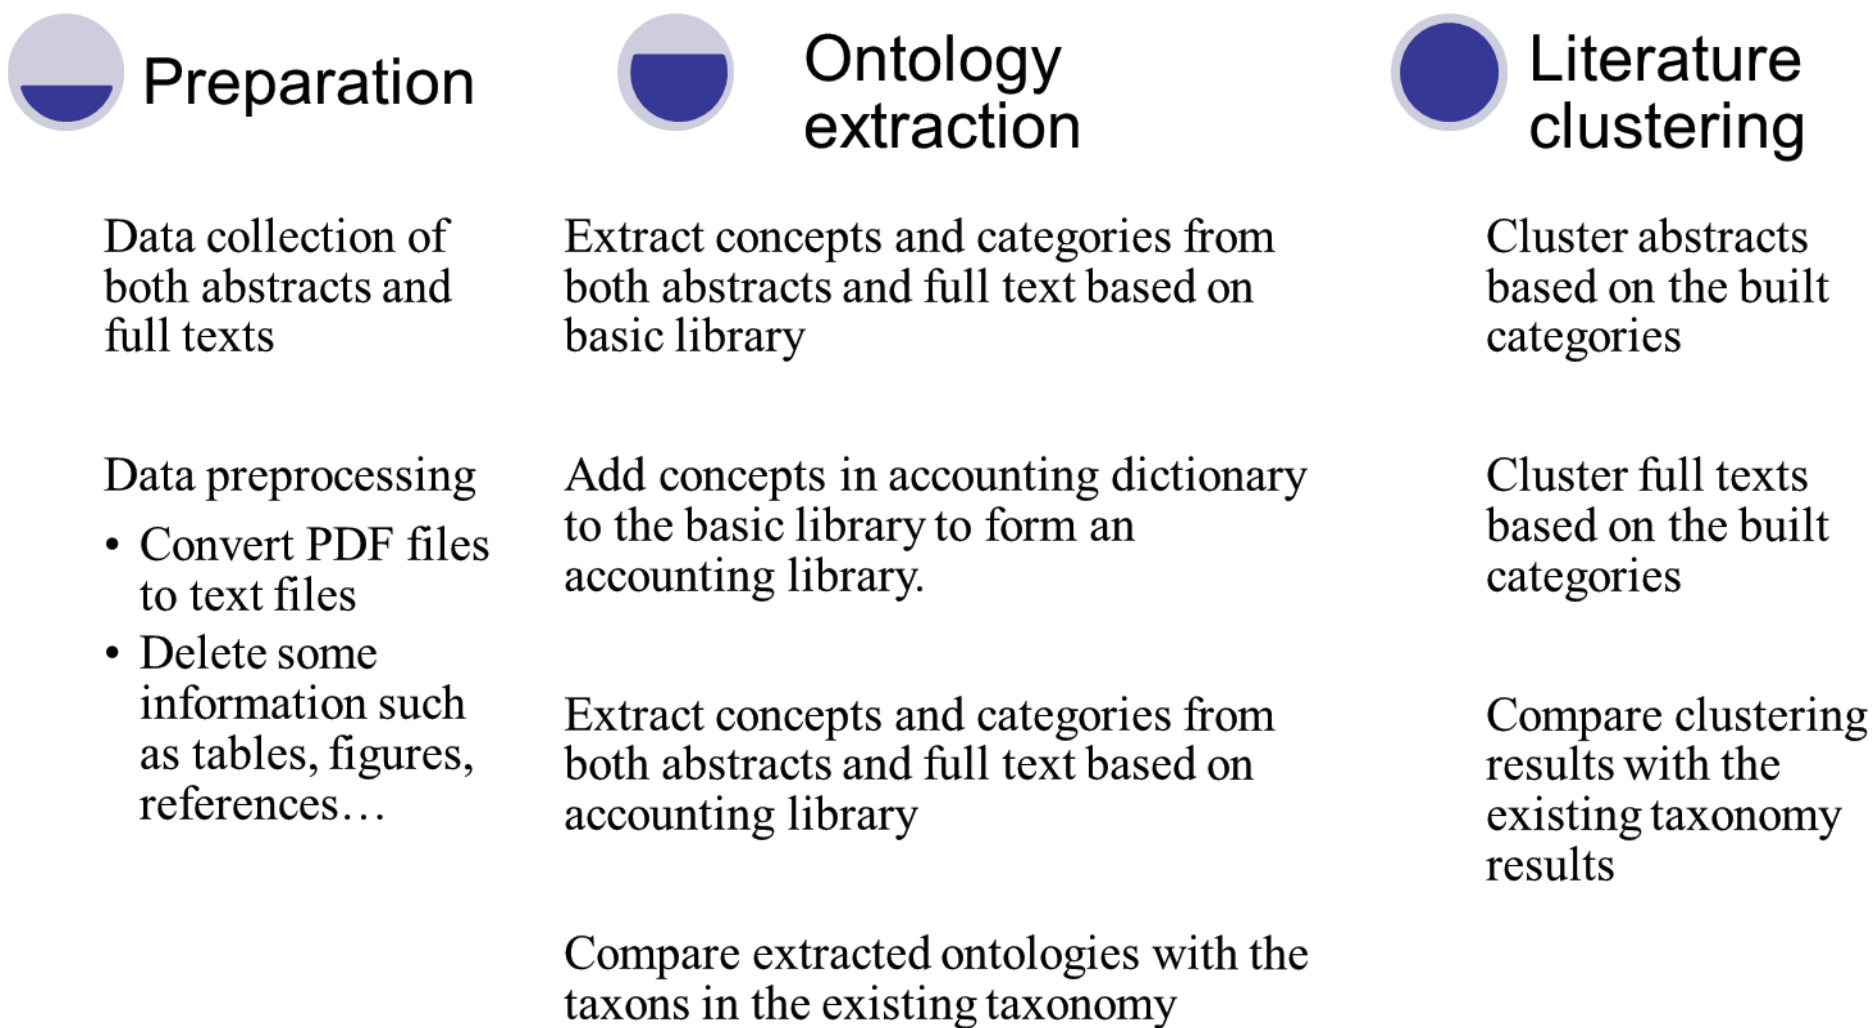 Preparation
Data collection of
both abstracts and
full texts
Data preprocessing
• Convert PDF files
to text files
• Delete some
information such
as tables, figures,
references…
Ontology
extraction
Extract concepts and categories from
both abstracts and full text based on
basic library
Add concepts in accounting dictionary
to the basic library to form an
accounting library.
Extract concepts and categories from
both abstracts and full text based on
accounting library
Compare extracted ontologies with the
taxons in the existing taxonomy
Literature
clustering
Cluster abstracts
based on the built
categories
Cluster full texts
based on the built
categories
Compare clustering
results with the
existing taxonomy
results